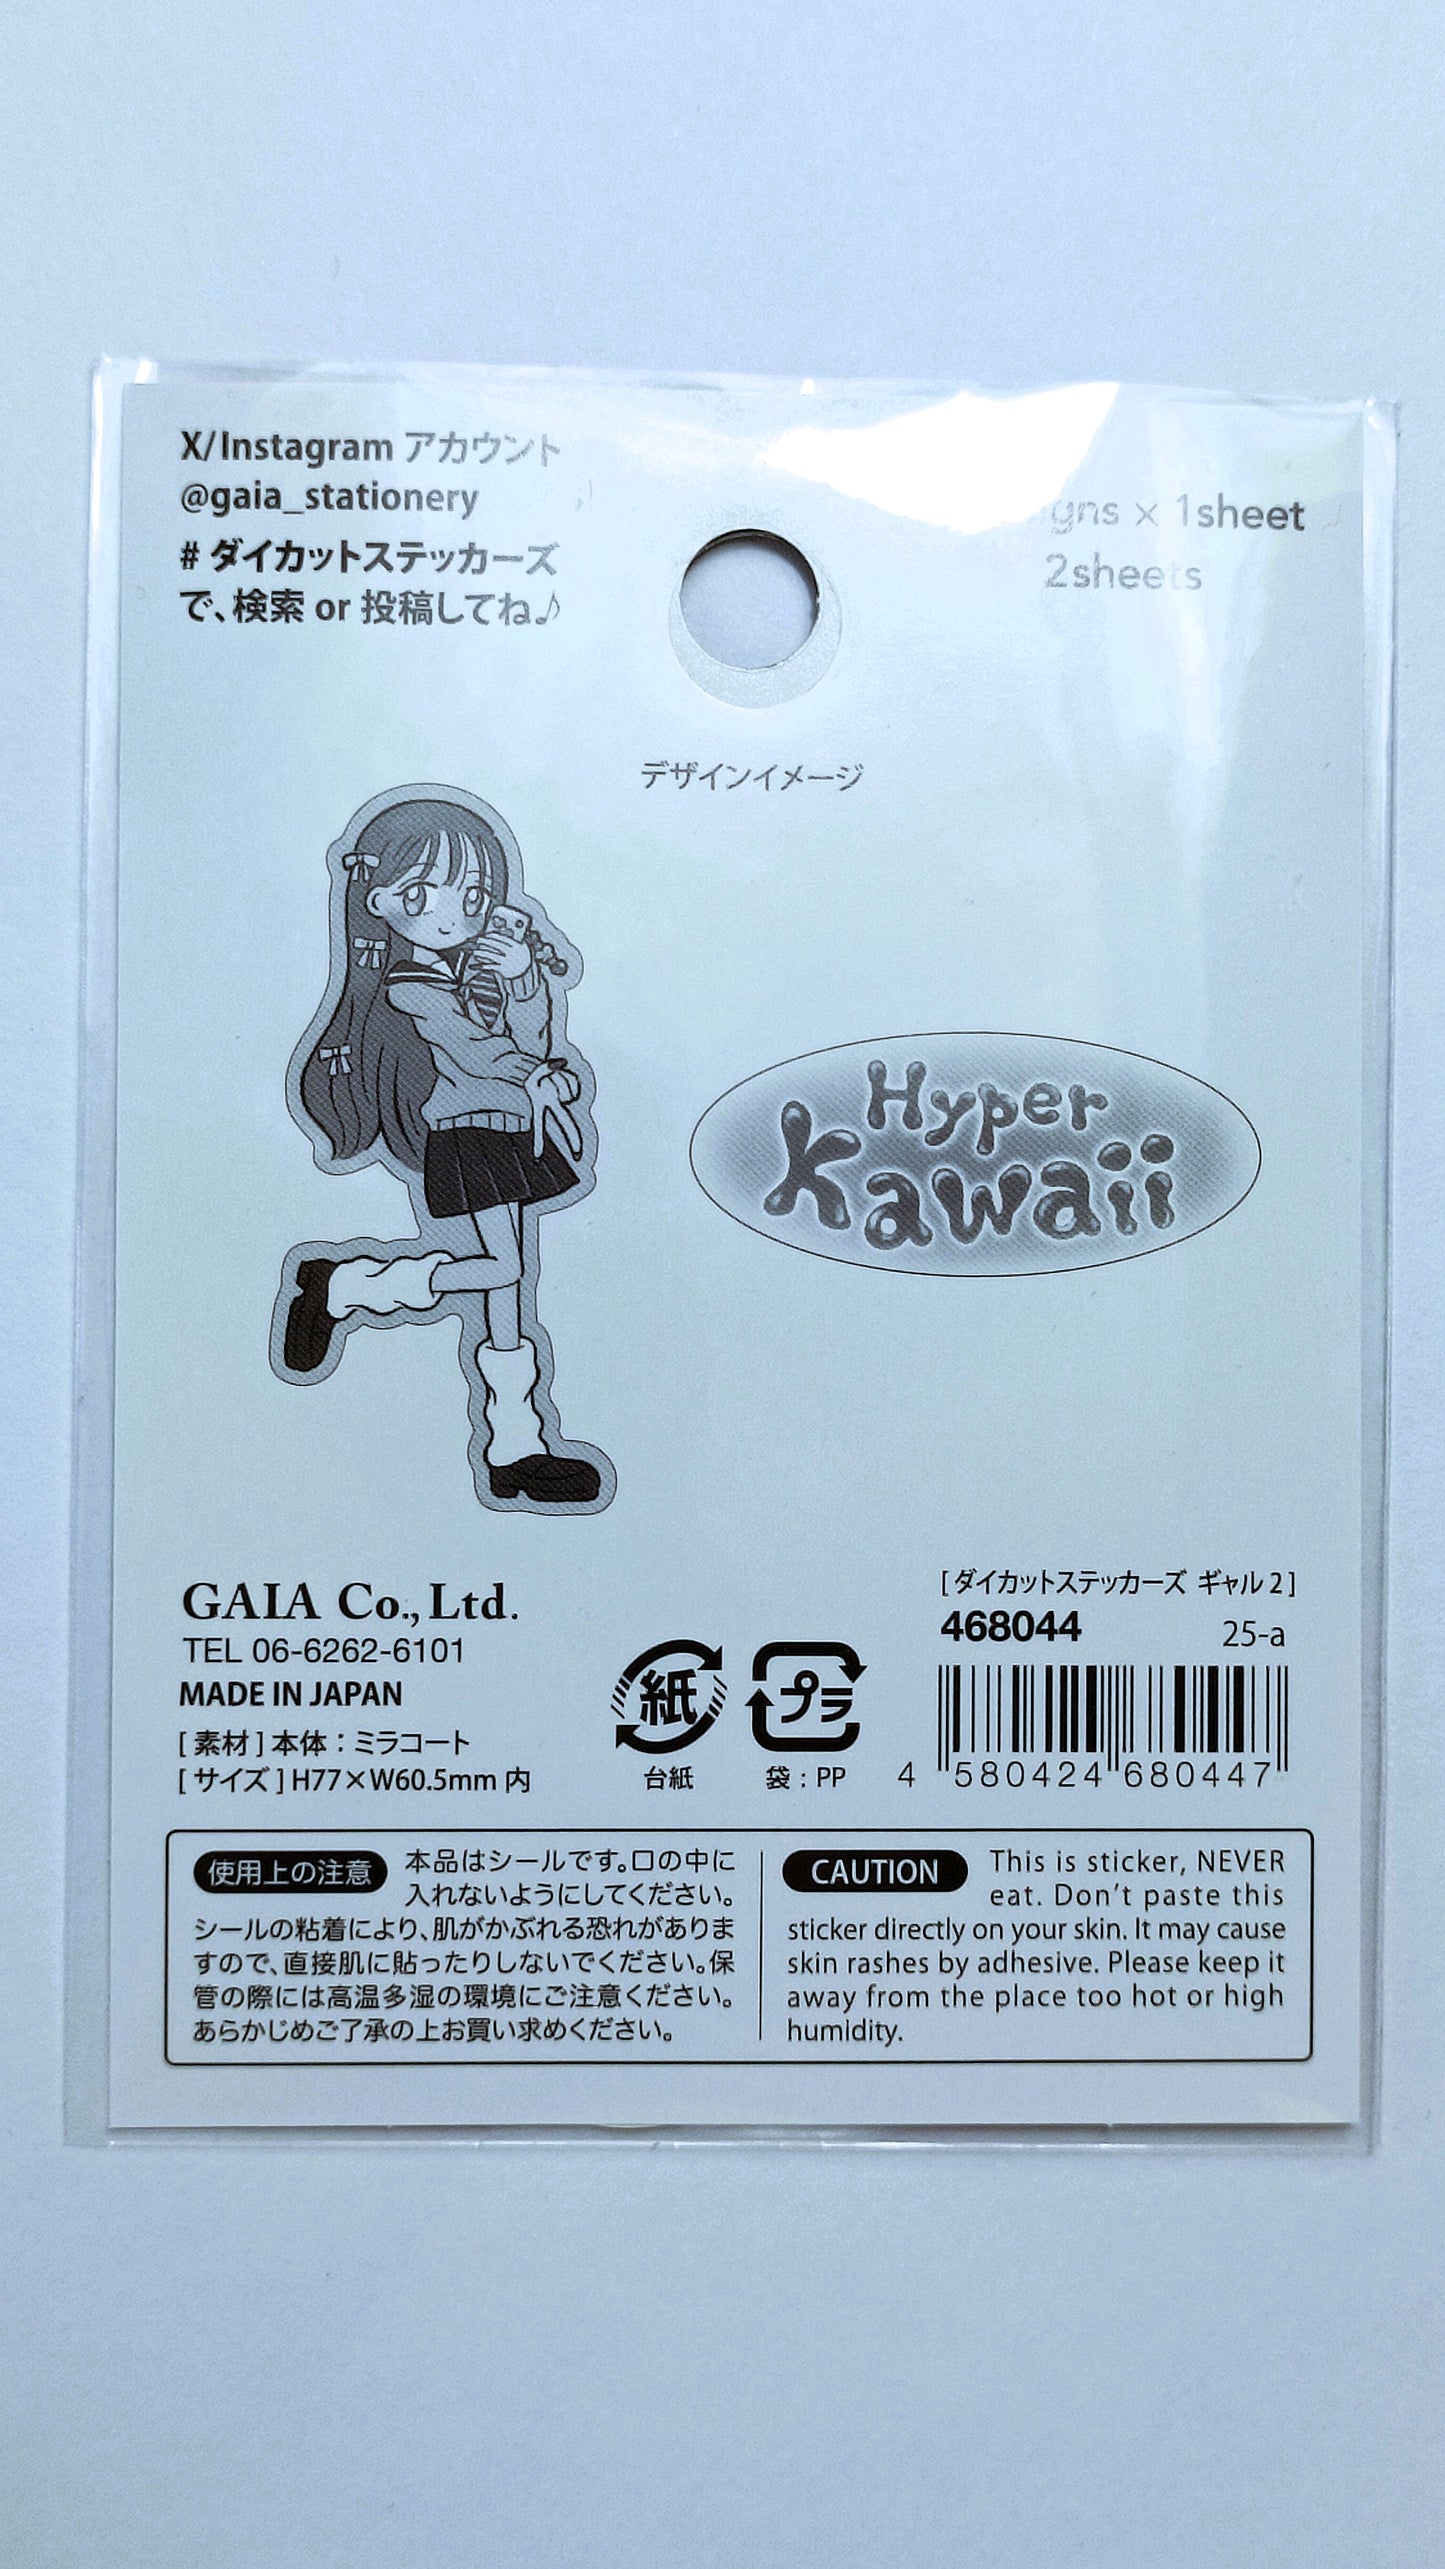 X/Instagram アカウント
@gaia_stationery
# ダイカットステッカーズ
で、検索 or 投稿してね♪
× 1sheet
2sheets
デザインイメージ
Hyper
Kawaii
GAIA Co., Ltd.
TEL 06-6262-6101
MADE IN JAPAN
[ 素材 ] 本体：ミラコート
[ サイズ ] H77×W60.5mm 内
紙
台紙
プラ
袋：PP
[ ダイカットステッカーズ ギャル 2 ]
468044
25-a
4 580424 680447
使用上の注意 本品はシールです。口の中に
入れないようにしてください。
シールの粘着により、肌がかぶれる恐れがありま
すので、直接肌に貼ったりしないでください。保
管の際には高温多湿の環境にご注意ください。
あらかじめご了承の上お買い求めください。
CAUTION This is sticker, NEVER
eat. Don't paste this
sticker directly on your skin. It may cause
skin rashes by adhesive. Please keep it
away from the place too hot or high
humidity.